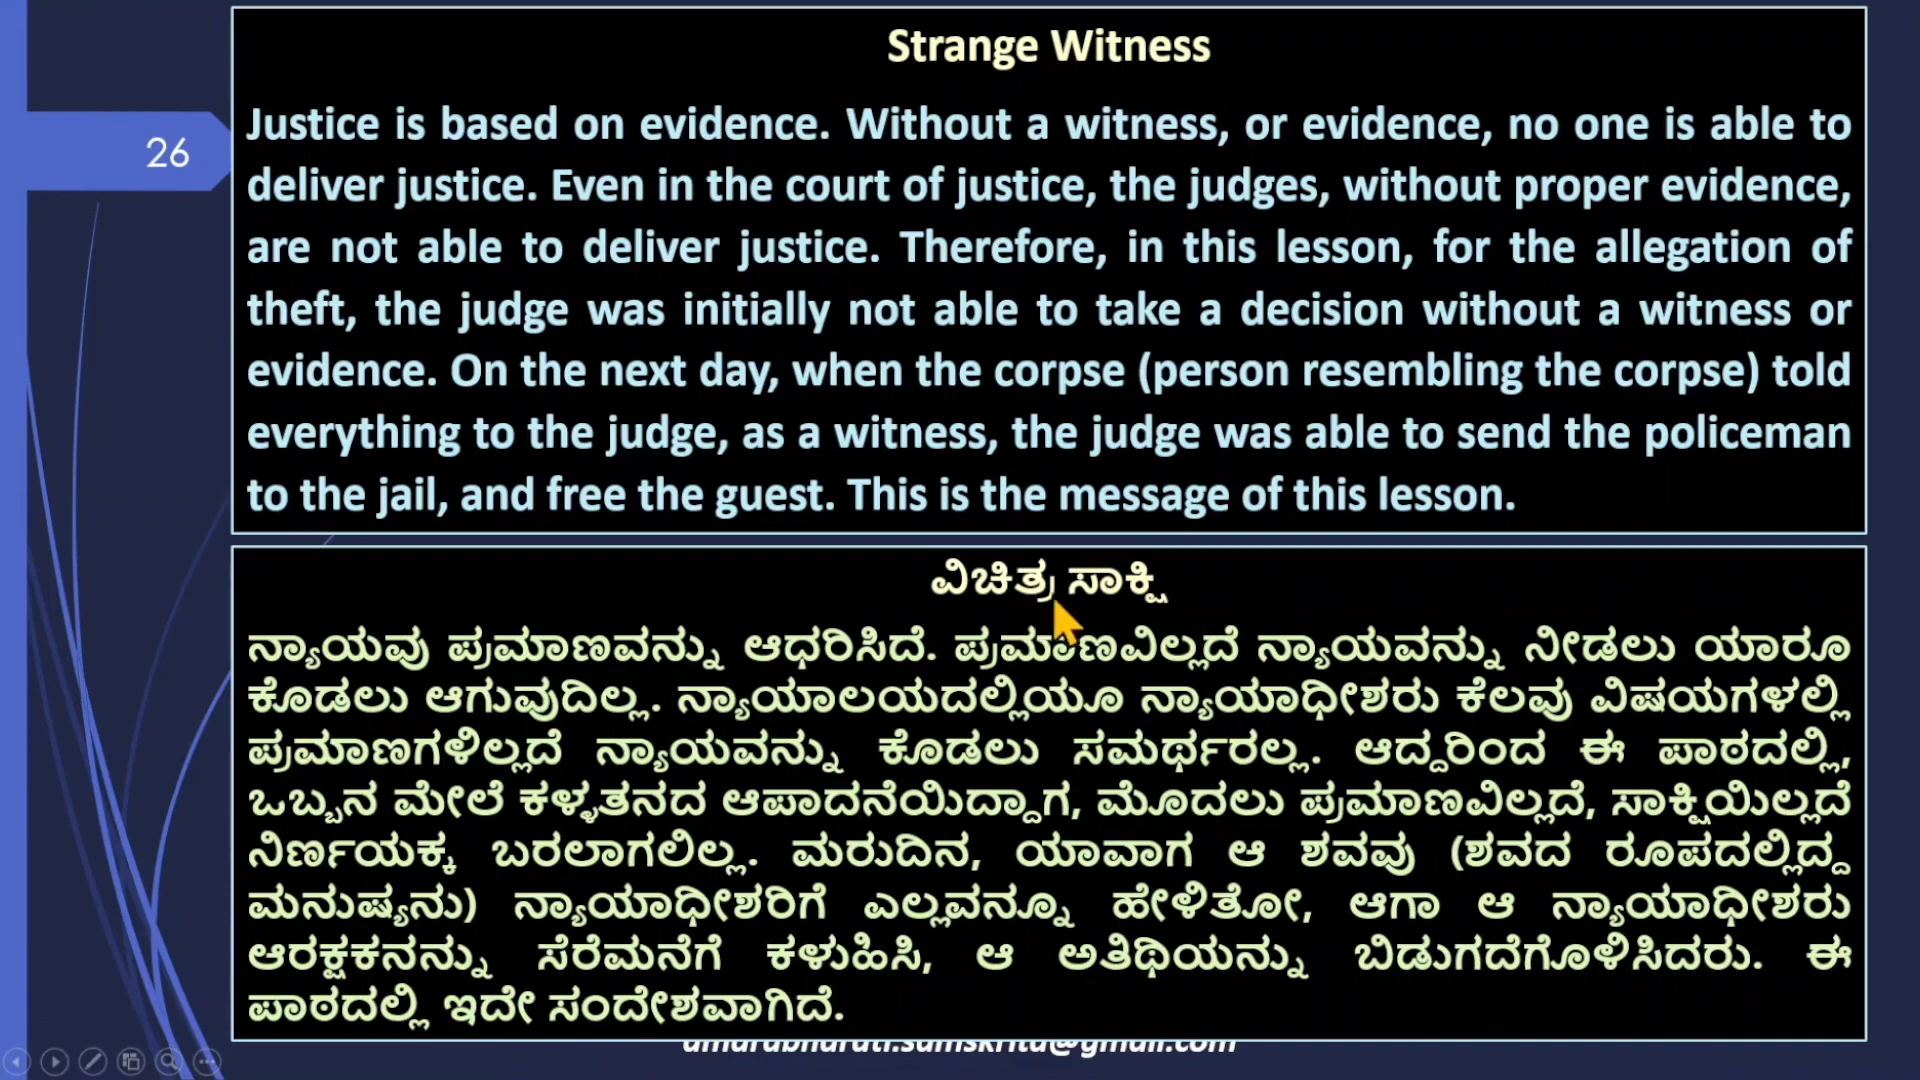 Strange Witness
26
Justice is based on evidence. Without a witness, or evidence, no one is able to
deliver justice. Even in the court of justice, the judges, without proper evidence,
are not able to deliver justice. Therefore, in this lesson, for the allegation of
theft, the judge was initially not able to take a decision without a witness or
evidence. On the next day, when the corpse (person resembling the corpse) told
everything to the judge, as a witness, the judge was able to send the policeman
to the jail, and free the guest. This is the message of this lesson.
ವಿಚಿತ್ರ ಸಾಕ್ಷಿ
ನ್ಯಾಯವು ಪ್ರಮಾಣವನ್ನು ಆಧರಿಸಿದೆ. ಪ್ರಮಾಣವಿಲ್ಲದೆ ನ್ಯಾಯವನ್ನು ನೀಡಲು ಯಾರೂ
ಕೊಡಲು ಆಗುವುದಿಲ್ಲ. ನ್ಯಾಯಾಲಯದಲ್ಲಿಯೂ ನ್ಯಾಯಾಧೀಶರು ಕೆಲವು ವಿಷಯಗಳಲ್ಲಿ
ಪ್ರಮಾಣಗಳಿಲ್ಲದೆ ನ್ಯಾಯವನ್ನು ಕೊಡಲು ಸಮರ್ಥರಲ್ಲ. ಆದ್ದರಿಂದ ಈ ಪಾಠದಲ್ಲಿ,
ಒಬ್ಬನ ಮೇಲೆ ಕಳ್ಳತನದ ಆಪಾದನೆಯಿದ್ದಾಗ, ಮೊದಲು ಪ್ರಮಾಣವಿಲ್ಲದೆ, ಸಾಕ್ಷಿಯಿಲ್ಲದೆ
ನಿರ್ಣಯಕ್ಕ ಬರಲಾಗಲಿಲ್ಲ. ಮರುದಿನ, ಯಾವಾಗ ಆ ಶವವು (ಶವದ ರೂಪದಲ್ಲಿದ್ದ
ಮನುಷ್ಯನು) ನ್ಯಾಯಾಧೀಶರಿಗೆ ಎಲ್ಲವನ್ನೂ ಹೇಳಿತೋ, ಆಗಾ ಆ ನ್ಯಾಯಾಧೀಶರು
ಆರಕ್ಷಕನನ್ನು ಸೆರೆಮನೆಗೆ ಕಳುಹಿಸಿ, ಆ ಅತಿಥಿಯನ್ನು ಬಿಡುಗಡೆಗೊಳಿಸಿದರು. ಈ
ಪಾಠದಲ್ಲಿ ಇದೇ ಸಂದೇಶವಾಗಿದೆ.
amarabharati.samskrita@gmail.com